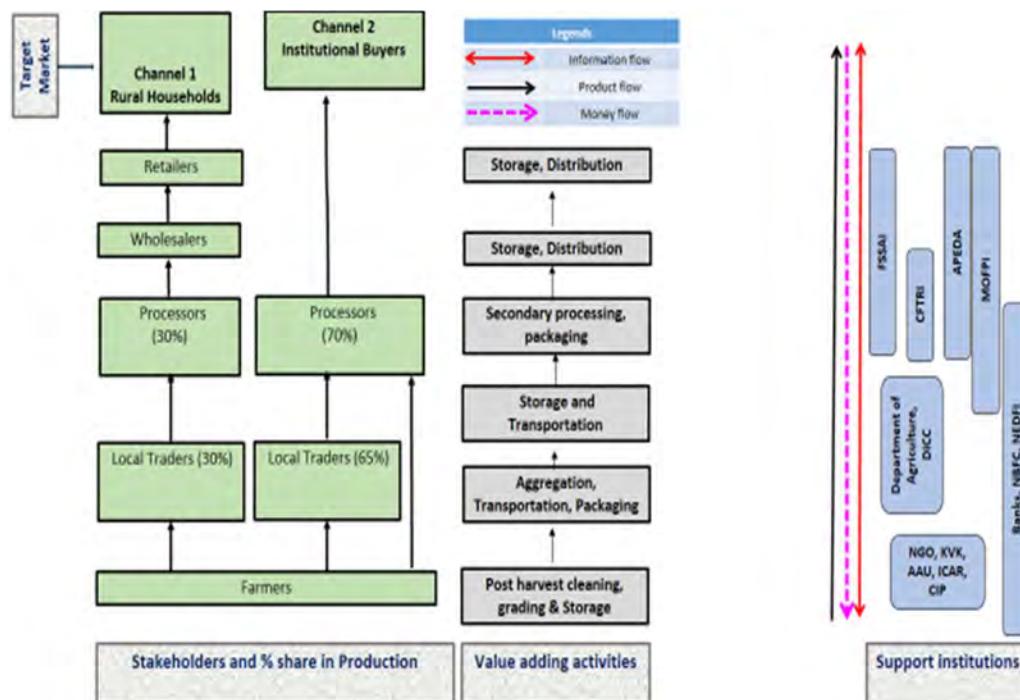 Target
Market
Channel 1
Rural Households
Channel 2
Institutional Buyers
Legends
Information flow
Product flow
Money flow
Retailers
Wholesalers
Processors
(30%)
Processors
(70%)
Local Traders (30%)
Local Traders (65%)
Farmers
Storage, Distribution
Storage, Distribution
Secondary processing,
packaging
Storage and
Transportation
Aggregation,
Transportation, Packaging
Post harvest cleaning,
grading & Storage
FSSAI
CFTRI
APEDA
MOFPI
Department of
Agriculture,
DICC
Banks, NBFC, NEDFI
NGO, KVK,
AAU, ICAR,
CIP
Stakeholders and % share in Production
Value adding activities
Support institutions